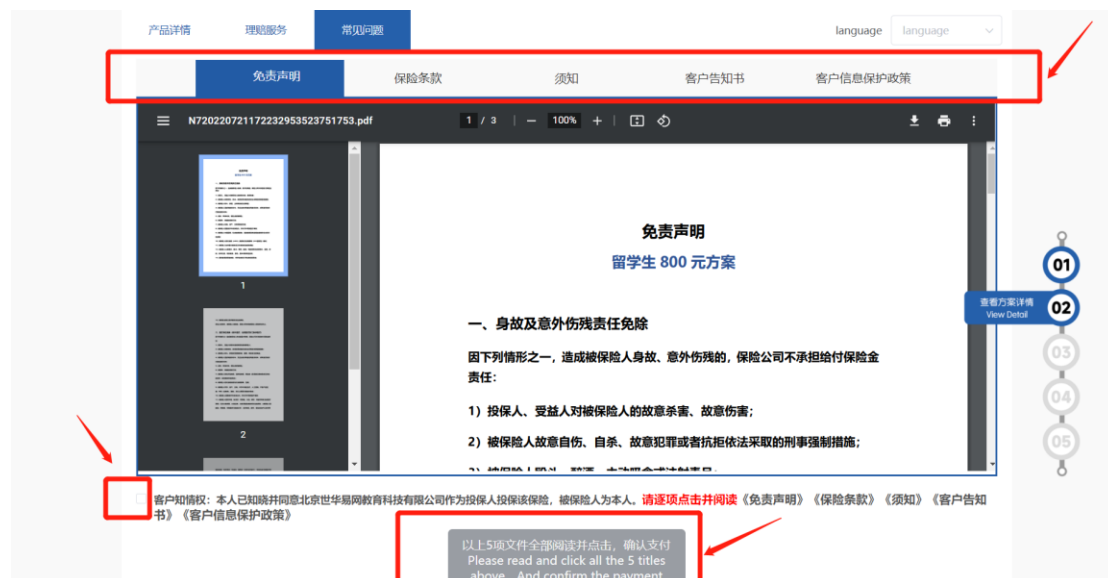 产品详情 理赔服务 常见问题 language language
免责声明 保险条款 须知 客户告知书 客户信息保护政策
N720220721172232953523751753.pdf 1 / 3 100%
1
2
免责声明
留学生 800 元方案
一、身故及意外伤残责任免除
因下列情形之一，造成被保险人身故、意外伤残的，保险公司不承担给付保险金
责任：
1）投保人、受益人对被保险人的故意杀害、故意伤害；
2）被保险人故意自伤、自杀、故意犯罪或者抗拒依法采取的刑事强制措施；
01
查看方案详情
View Detail
02
03
04
05
客户知情权：本人已知晓并同意北京世华易网教育科技有限公司作为投保人投保该保险，被保险人为本人。请逐项点击并阅读《免责声明》《保险条款》《须知》《客户告知
书》《客户信息保护政策》
以上5项文件全部阅读并点击，确认支付
Please read and click all the 5 titles
above，And confirm the payment